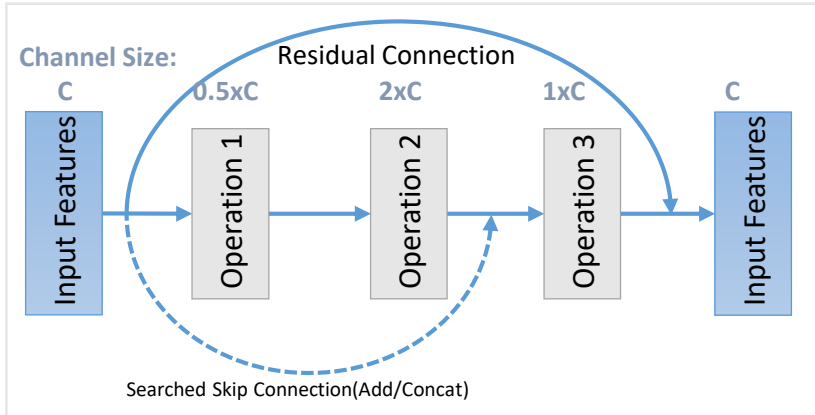 Residual Connection
Channel Size:
C
0.5xC
2xC
1xC
C
Input Features
Operation 1
Operation 2
Operation 3
Input Features
Searched Skip Connection(Add/Concat)